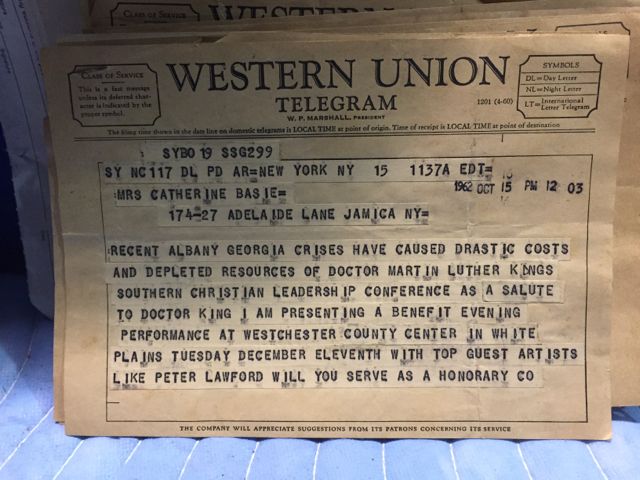 CLASS OF SERVICE
This is a fast message
unless its deferred char-
acter is indicated by the
proper symbol.
WESTERN UNION
TELEGRAM
W. P. MARSHALL, PRESIDENT
1201 (4-60)
SYMBOLS
DL=Day Letter
NL=Night Letter
LT=International
Letter Telegram
The filing time shown in the date line on domestic telegrams is LOCAL TIME at point of origin. Time of receipt is LOCAL TIME at point of destination
SYB019 SSG299
SY NC117 DL PD AR=NEW YORK NY 15 1137A EDT=
1962 OCT 15 PM 12 03
:MRS CATHERINE BASIE=
174-27 ADELAIDE LANE JAMICA NY=
:RECENT ALBANY GEORGIA CRISES HAVE CAUSED DRASTIC COSTS
AND DEPLETED RESOURCES OF DOCTOR MARTIN LUTHER KINGS
SOUTHERN CHRISTIAN LEADERSHIP CONFERENCE AS A SALUTE
TO DOCTOR KING I AM PRESENTING A BENEFIT EVENING
PERFORMANCE AT WESTCHESTER COUNTY CENTER IN WHITE
PLAINS TUESDAY DECEMBER ELEVENTH WITH TOP GUEST ARTISTS
LIKE PETER LAWFORD WILL YOU SERVE AS A HONORARY CO
THE COMPANY WILL APPRECIATE SUGGESTIONS FROM ITS PATRONS CONCERNING ITS SERVICE